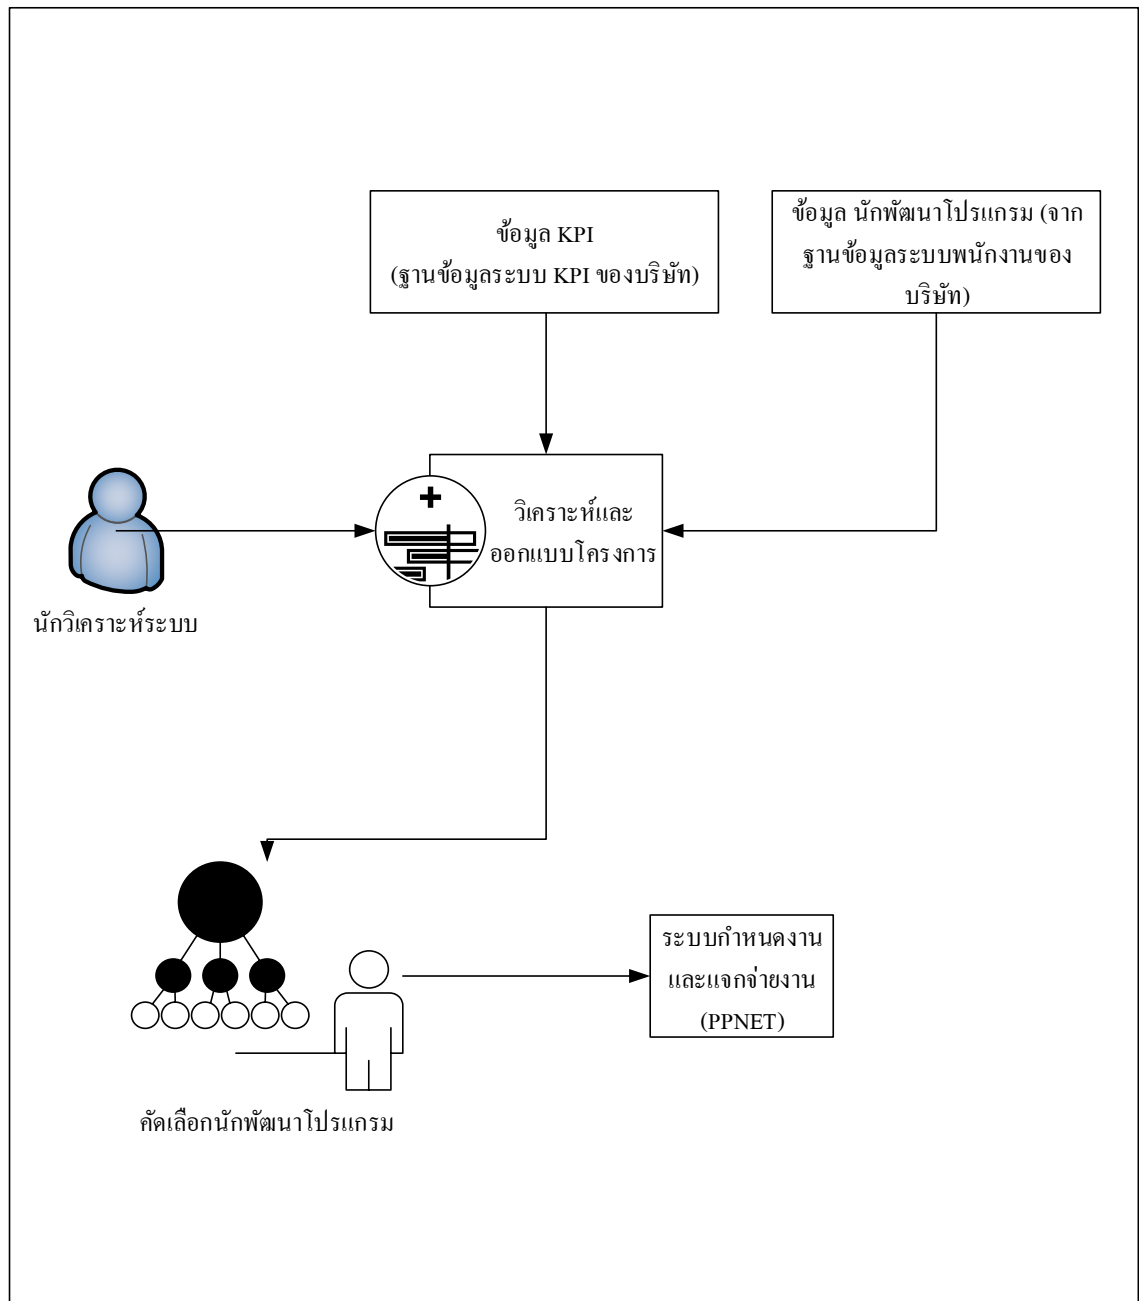 ข้อมูล KPI
(ฐานข้อมูลระบบ KPI ของบริษัท)
ข้อมูล นักพัฒนาโปรแกรม (จาก
ฐานข้อมูลระบบพนักงานของ
บริษัท)
วิเคราะห์และ
ออกแบบโครงการ
นักวิเคราะห์ระบบ
ระบบกำหนดงาน
และแจกจ่ายงาน
(PPNET)
คัดเลือกนักพัฒนาโปรแกรม